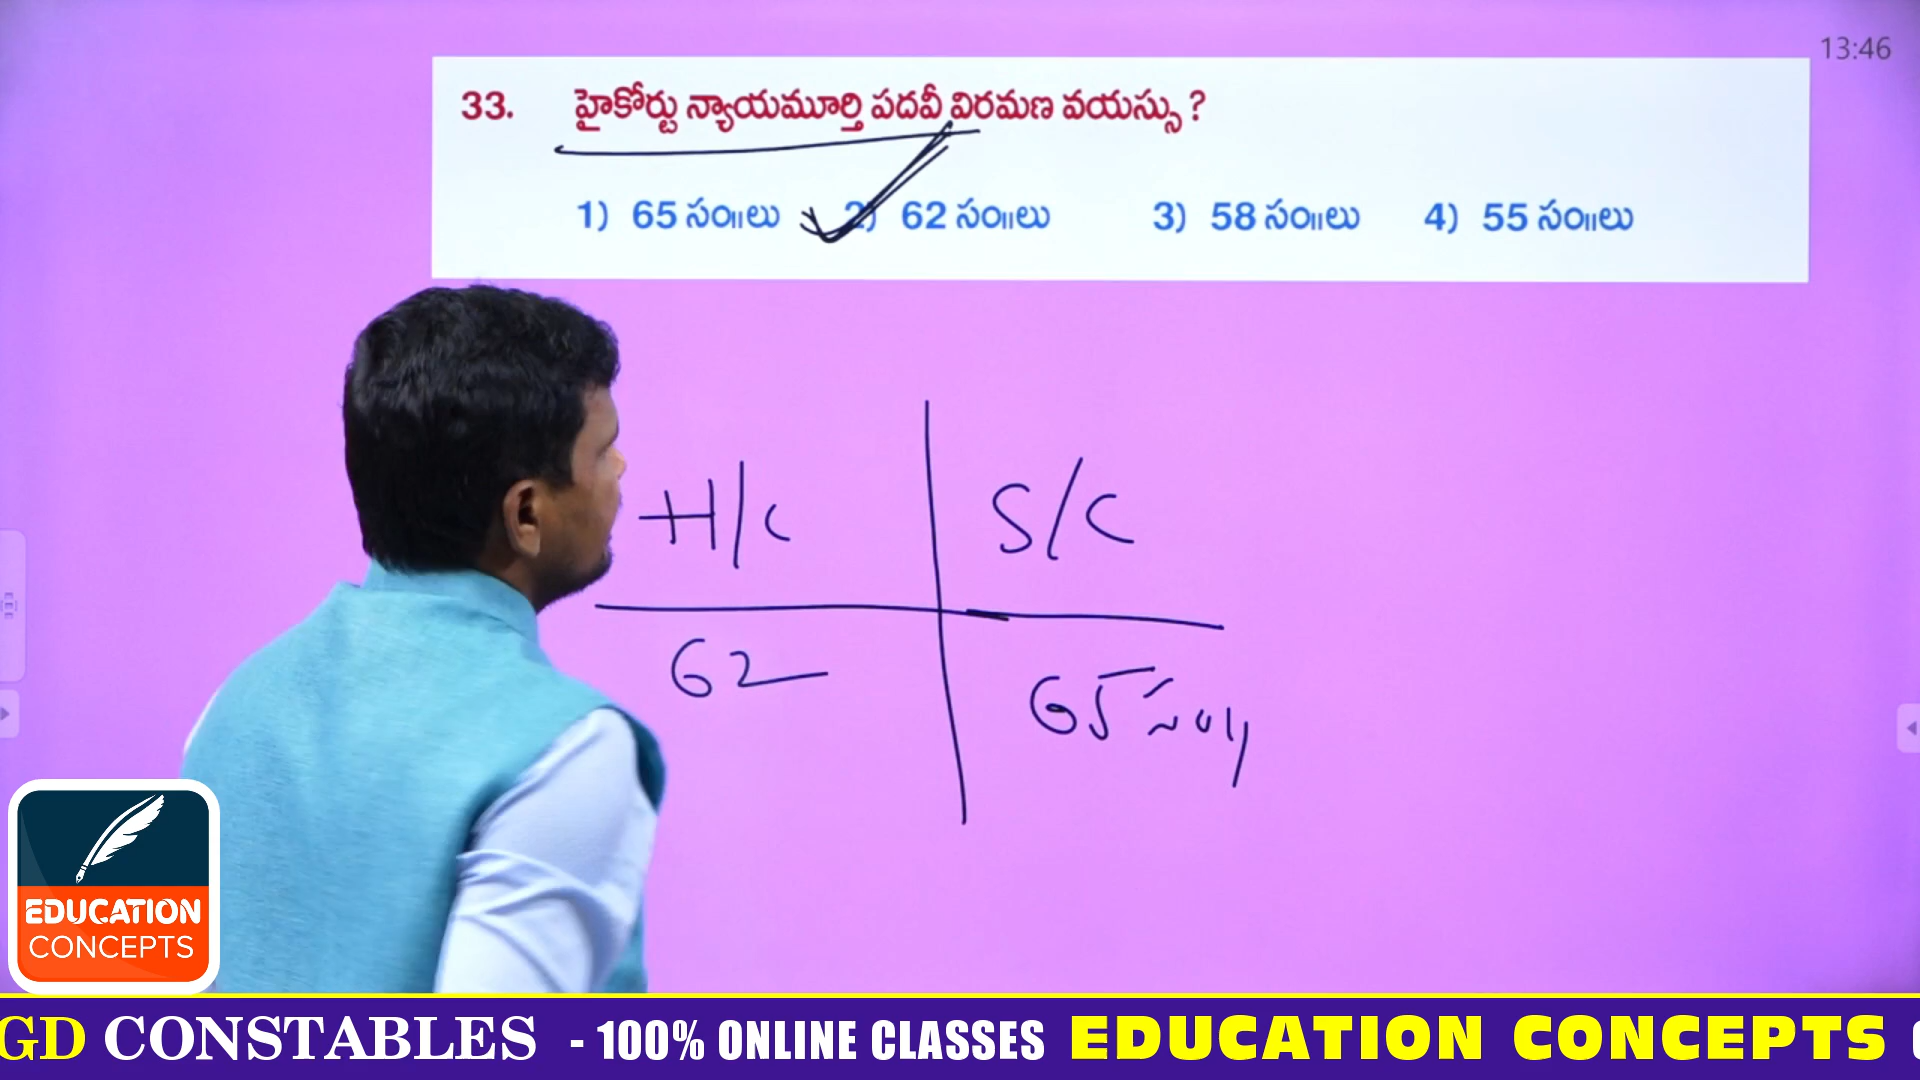 13:46
33. హైకోర్టు న్యాయమూర్తి పదవీ విరమణ వయస్సు ?
1) 65 సం॥లు 2) 62 సం॥లు 3) 58 సం॥లు 4) 55 సం॥లు
H/C S/C
62 65
EDUCATION
CONCEPTS
GD CONSTABLES - 100% ONLINE CLASSES EDUCATION CONCEPTS